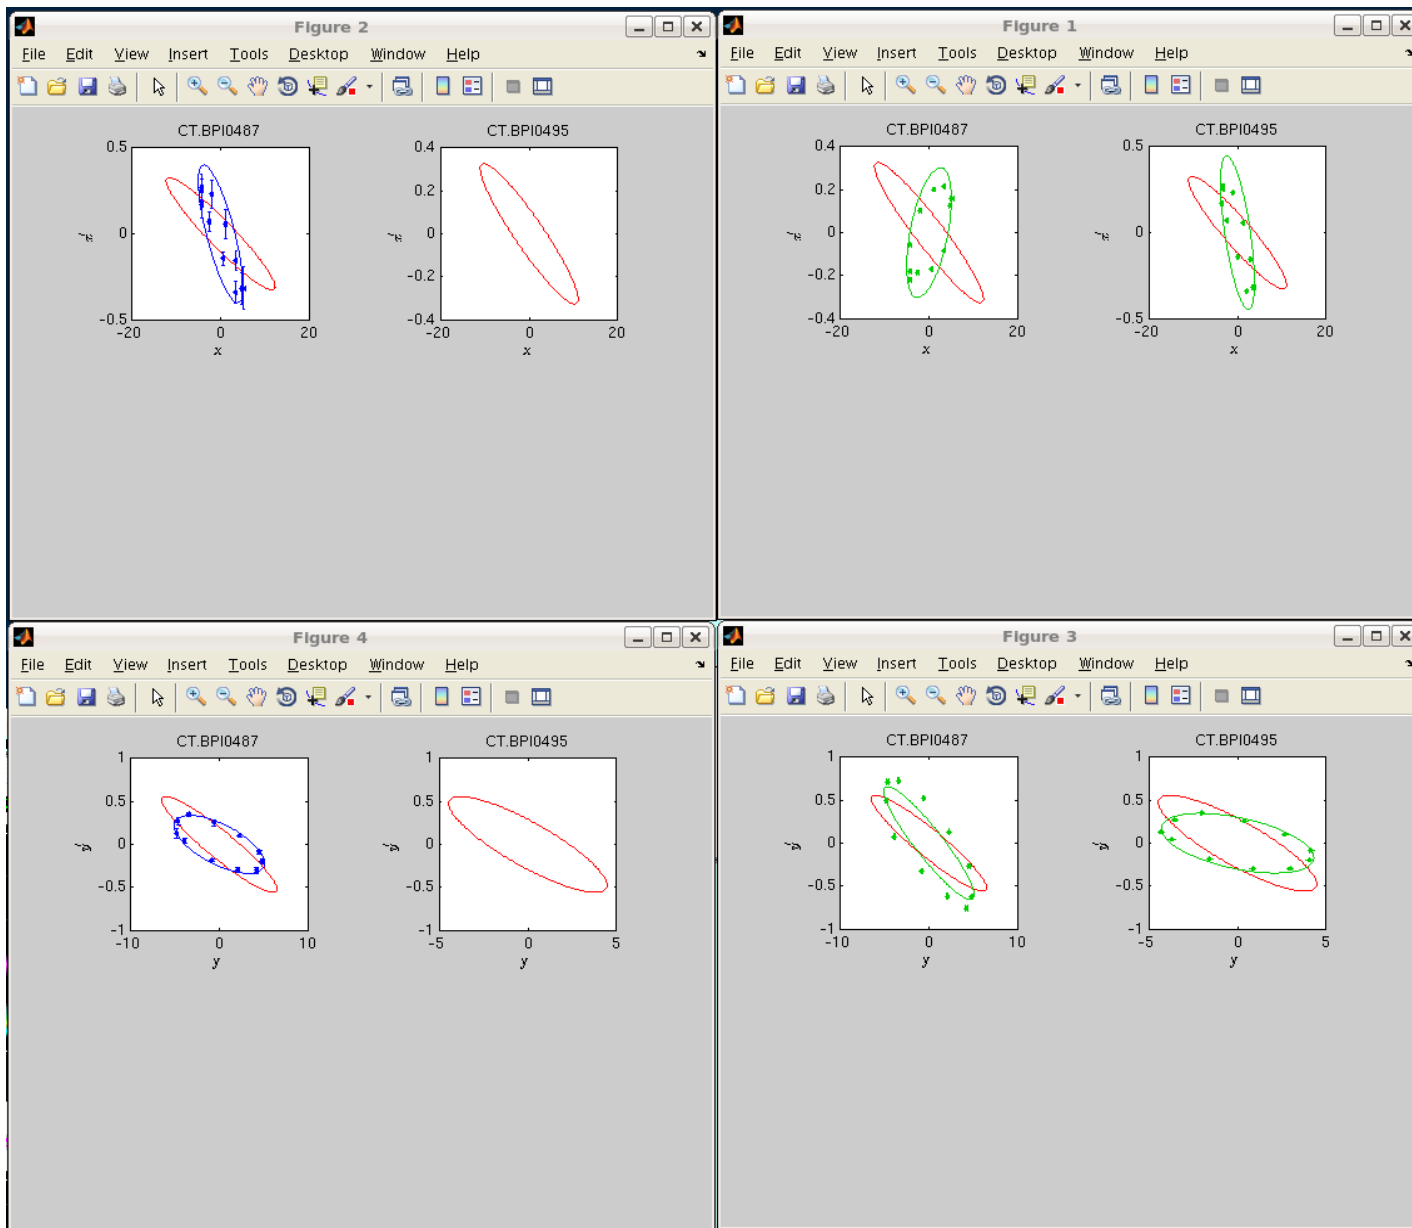 Figure 2
File Edit View Insert Tools Desktop Window Help
CT.BPI0487
0.5
0
-0.5
-20 0 20
x
x'
CT.BPI0495
0.4
0.2
0
-0.2
-0.4
-20 0 20
x
x'
Figure 1
File Edit View Insert Tools Desktop Window Help
CT.BPI0487
0.4
0.2
0
-0.2
-0.4
-20 0 20
x
x'
CT.BPI0495
0.5
0
-0.5
-20 0 20
x
x'
Figure 4
File Edit View Insert Tools Desktop Window Help
CT.BPI0487
1
0.5
0
-0.5
-1
-10 0 10
y
y'
CT.BPI0495
1
0.5
0
-0.5
-1
-5 0 5
y
y'
Figure 3
File Edit View Insert Tools Desktop Window Help
CT.BPI0487
1
0.5
0
-0.5
-1
-10 0 10
y
y'
CT.BPI0495
1
0.5
0
-0.5
-1
-5 0 5
y
y'